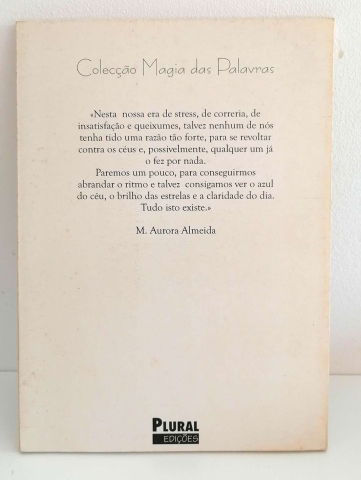 Colecção Magia das Palavras
«Nesta nossa era de stress, de correria, de
insatisfação e queixumes, talvez nenhum de nós
tenha tido uma razão tão forte, para se revoltar
contra os céus e, possivelmente, qualquer um já
o fez por nada.
Paremos um pouco, para conseguirmos
abrandar o ritmo e talvez consigamos ver o azul
do céu, o brilho das estrelas e a claridade do dia.
Tudo isto existe.»
M. Aurora Almeida
PLURAL
EDIÇÕES